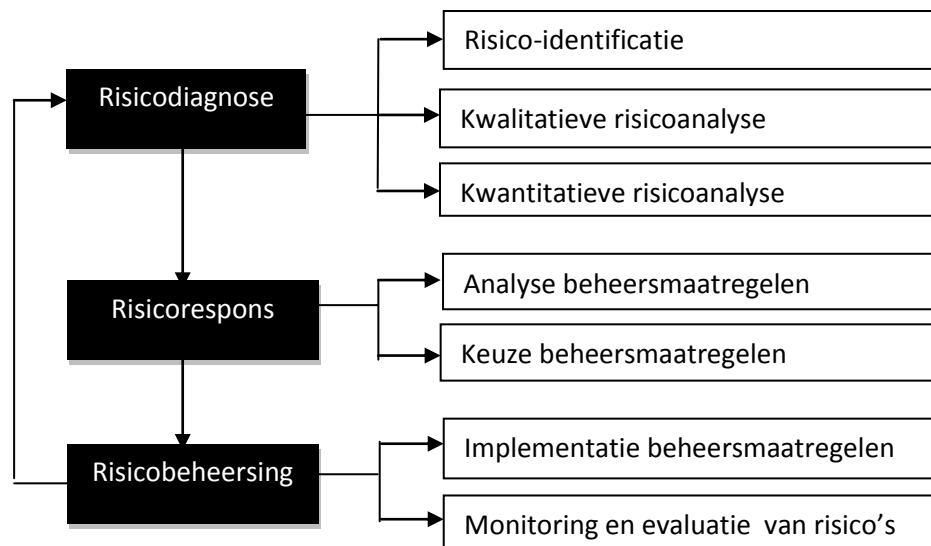 Risicodiagnose
Risico-identificatie
Kwalitatieve risicoanalyse
Kwantitatieve risicoanalyse
Risicorespons
Analyse beheersmaatregelen
Keuze beheersmaatregelen
Risicobeheersing
Implementatie beheersmaatregelen
Monitoring en evaluatie van risico’s